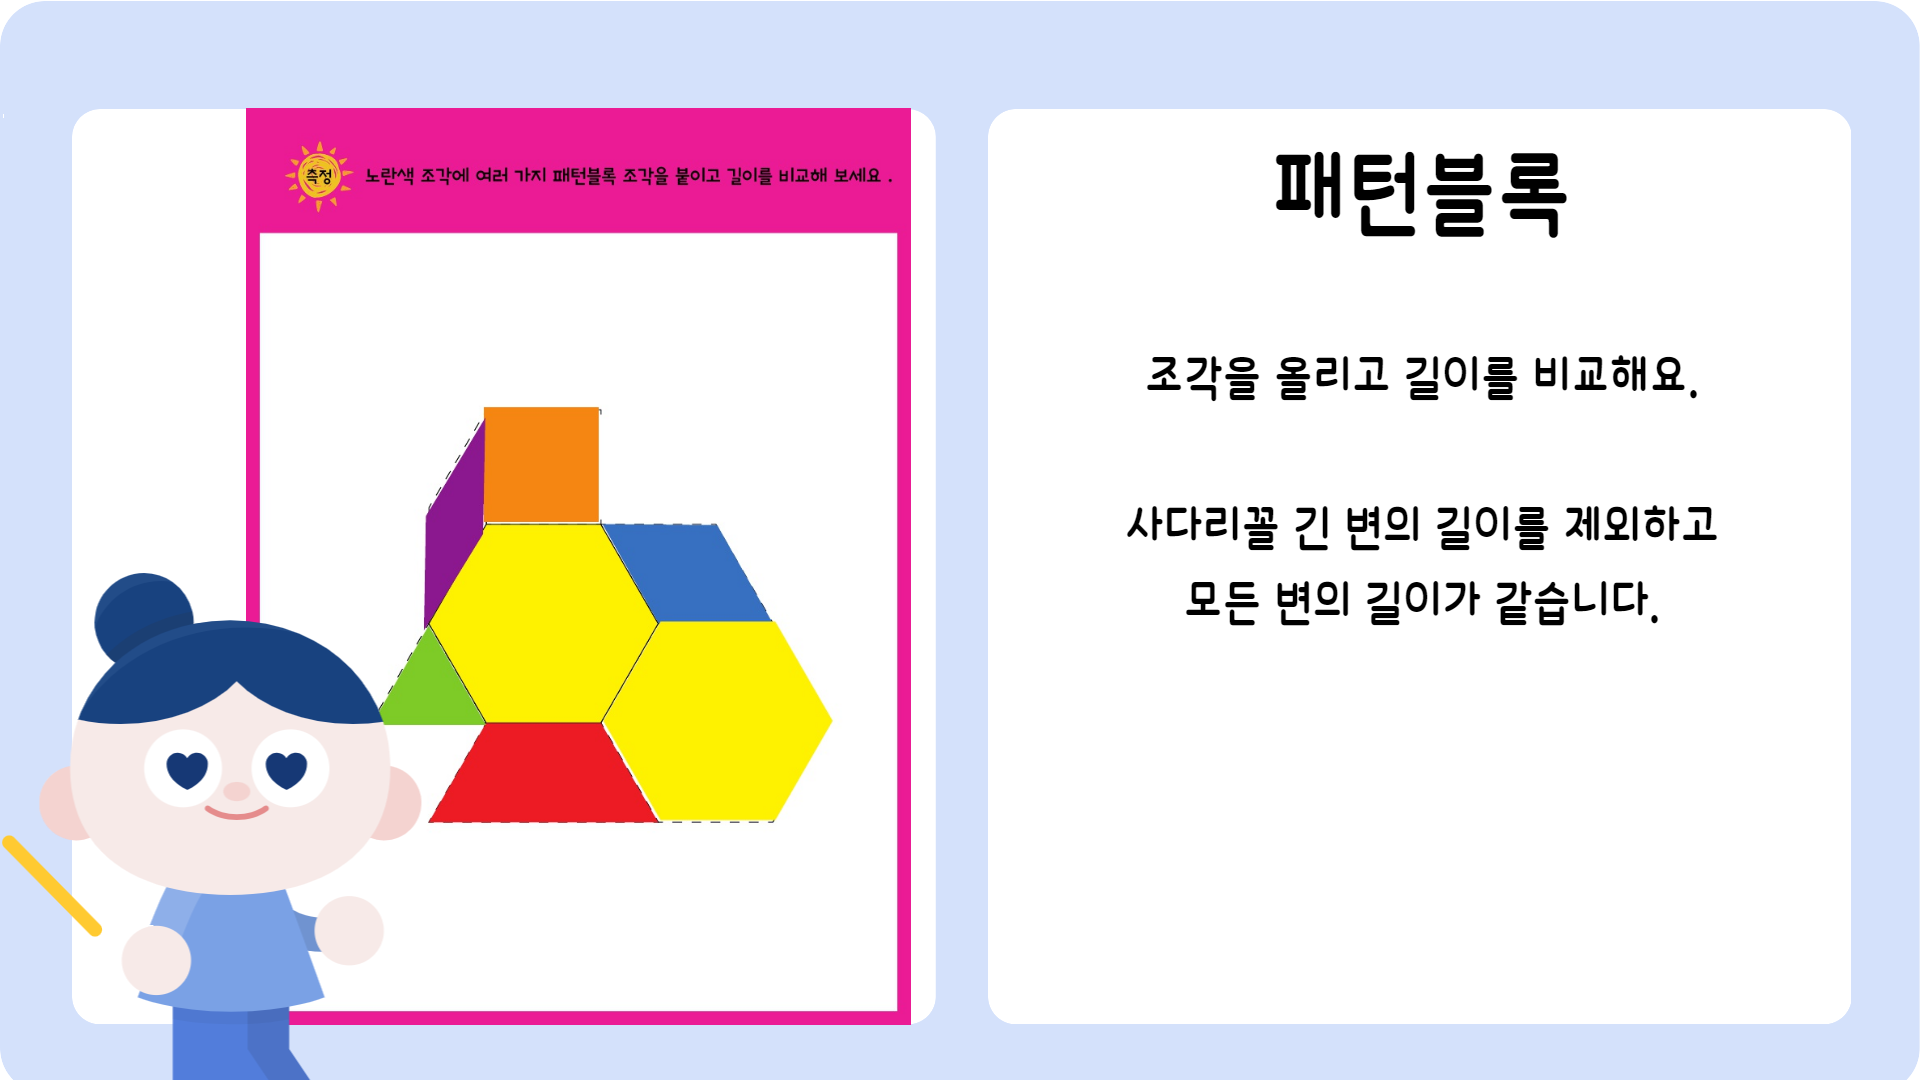 측정
노란색 조각에 여러 가지 패턴블록 조각을 붙이고 길이를 비교해 보세요 .
패턴블록
조각을 올리고 길이를 비교해요.
사다리꼴 긴 변의 길이를 제외하고
모든 변의 길이가 같습니다.